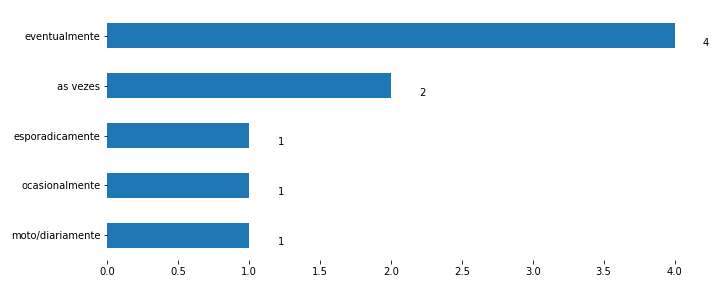 eventualmente
4
as vezes
2
esporadicamente
1
ocasionalmente
1
moto/diariamente
1
0.0 0.5 1.0 1.5 2.0 2.5 3.0 3.5 4.0